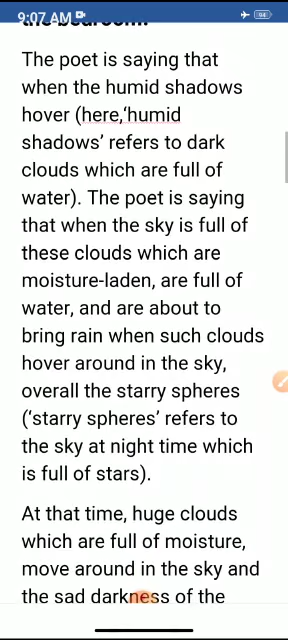 9:07 AM
the bedroom:
The poet is saying that
when the humid shadows
hover (here,‘humid
shadows’ refers to dark
clouds which are full of
water). The poet is saying
that when the sky is full of
these clouds which are
moisture-laden, are full of
water, and are about to
bring rain when such clouds
hover around in the sky,
overall the starry spheres
(‘starry spheres’ refers to
the sky at night time which
is full of stars).
At that time, huge clouds
which are full of moisture,
move around in the sky and
the sad darkness of the